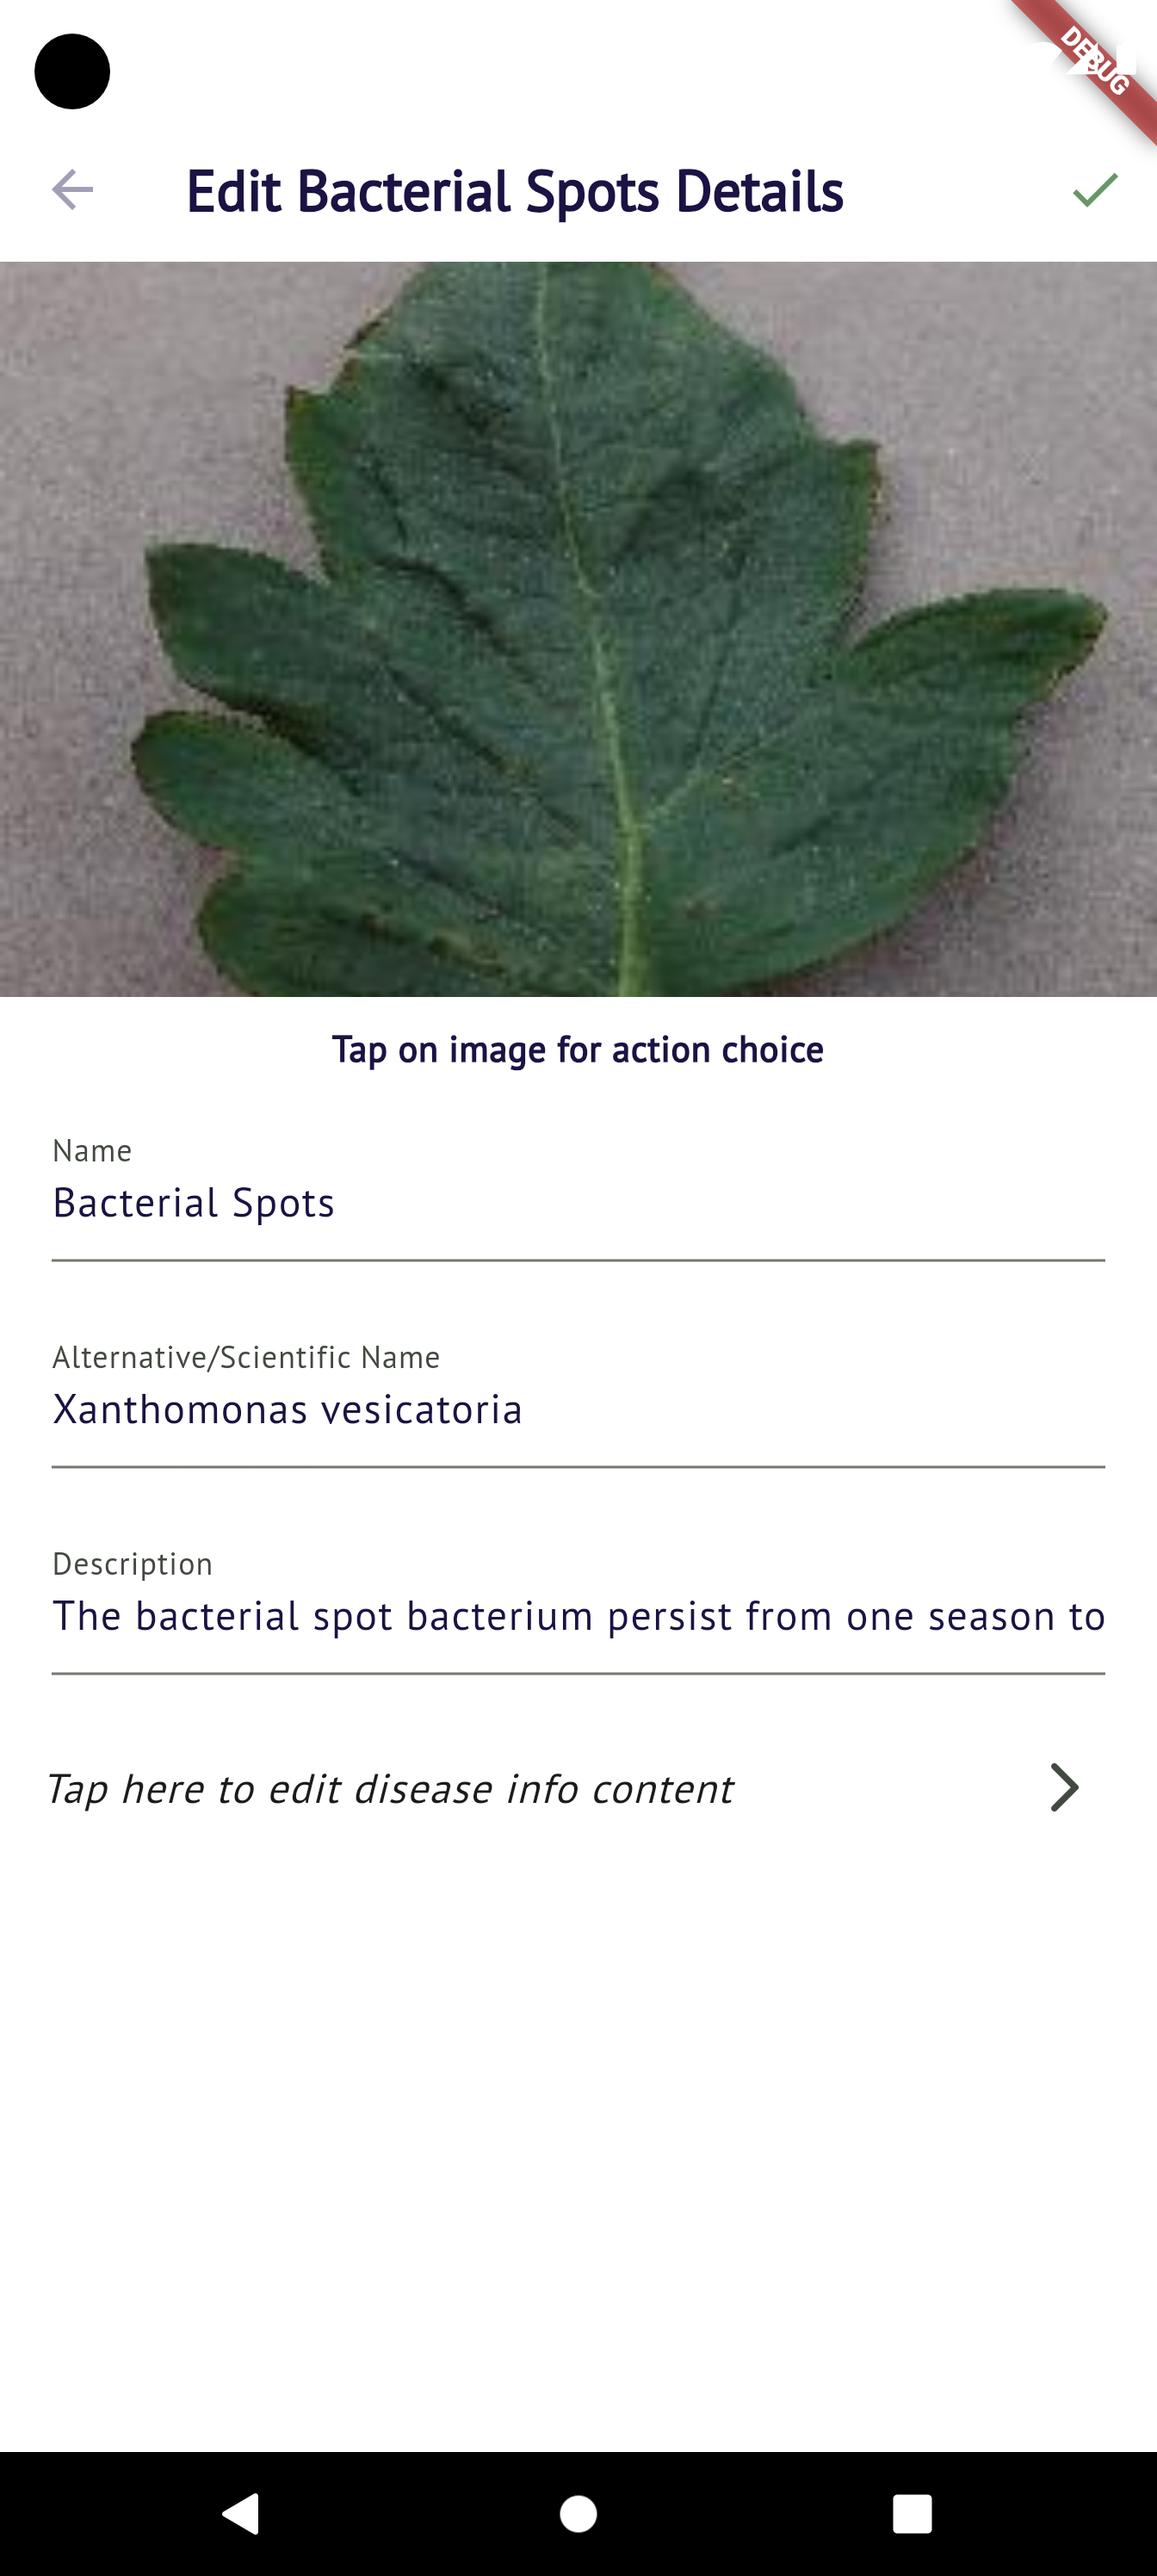 DEBUG
Edit Bacterial Spots Details
Tap on image for action choice
Name
Bacterial Spots
Alternative/Scientific Name
Xanthomonas vesicatoria
Description
The bacterial spot bacterium persist from one season to
Tap here to edit disease info content